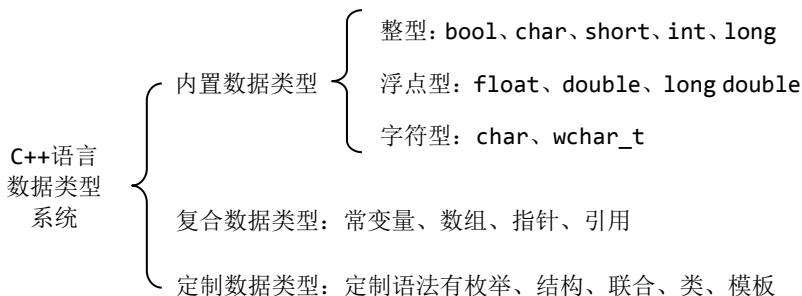 整型：bool、char、short、int、long
内置数据类型
浮点型：float、double、long double
字符型：char、wchar_t
C++语言
数据类型
系统
复合数据类型：常变量、数组、指针、引用
定制数据类型：定制语法有枚举、结构、联合、类、模板